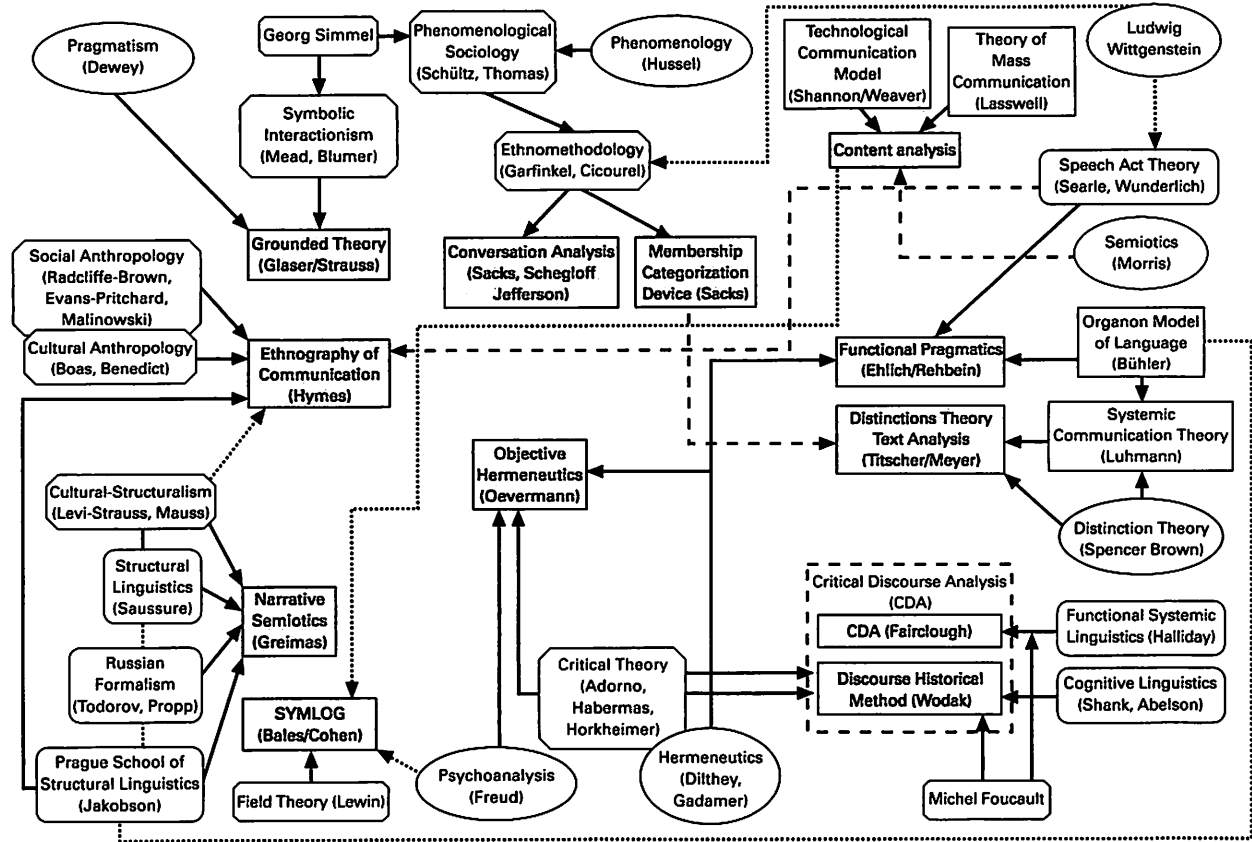 Pragmatism
(Dewey)
Georg Simmel
Phenomenological
Sociology
(Schültz, Thomas)
Phenomenology
(Hussel)
Technological
Communication
Model
(Shannon/Weaver)
Theory of
Mass
Communication
(Lasswell)
Ludwig
Wittgenstein
Symbolic
Interactionism
(Mead, Blumer)
Ethnomethodology
(Garfinkel, Cicourel)
Content analysis
Speech Act Theory
(Searle, Wunderlich)
Grounded Theory
(Glaser/Strauss)
Conversation Analysis
(Sacks, Schegloff
Jefferson)
Membership
Categorization
Device (Sacks)
Semiotics
(Morris)
Social Anthropology
(Radcliffe-Brown,
Evans-Pritchard,
Malinowski)
Cultural Anthropology
(Boas, Benedict)
Ethnography of
Communication
(Hymes)
Functional Pragmatics
(Ehlich/Rehbein)
Organon Model
of Language
(Bühler)
Distinctions Theory
Text Analysis
(Titscher/Meyer)
Systemic
Communication Theory
(Luhmann)
Objective
Hermeneutics
(Oevermann)
Cultural-Structuralism
(Levi-Strauss, Mauss)
Distinction Theory
(Spencer Brown)
Structural
Linguistics
(Saussure)
Narrative
Semiotics
(Greimas)
Critical Discourse Analysis
(CDA)
CDA (Fairclough)
Functional Systemic
Linguistics (Halliday)
Russian
Formalism
(Todorov, Propp)
Critical Theory
(Adorno,
Habermas,
Horkheimer)
Discourse Historical
Method (Wodak)
Cognitive Linguistics
(Shank, Abelson)
SYMLOG
(Bales/Cohen)
Prague School of
Structural Linguistics
(Jakobson)
Field Theory (Lewin)
Psychoanalysis
(Freud)
Hermeneutics
(Dilthey,
Gadamer)
Michel Foucault